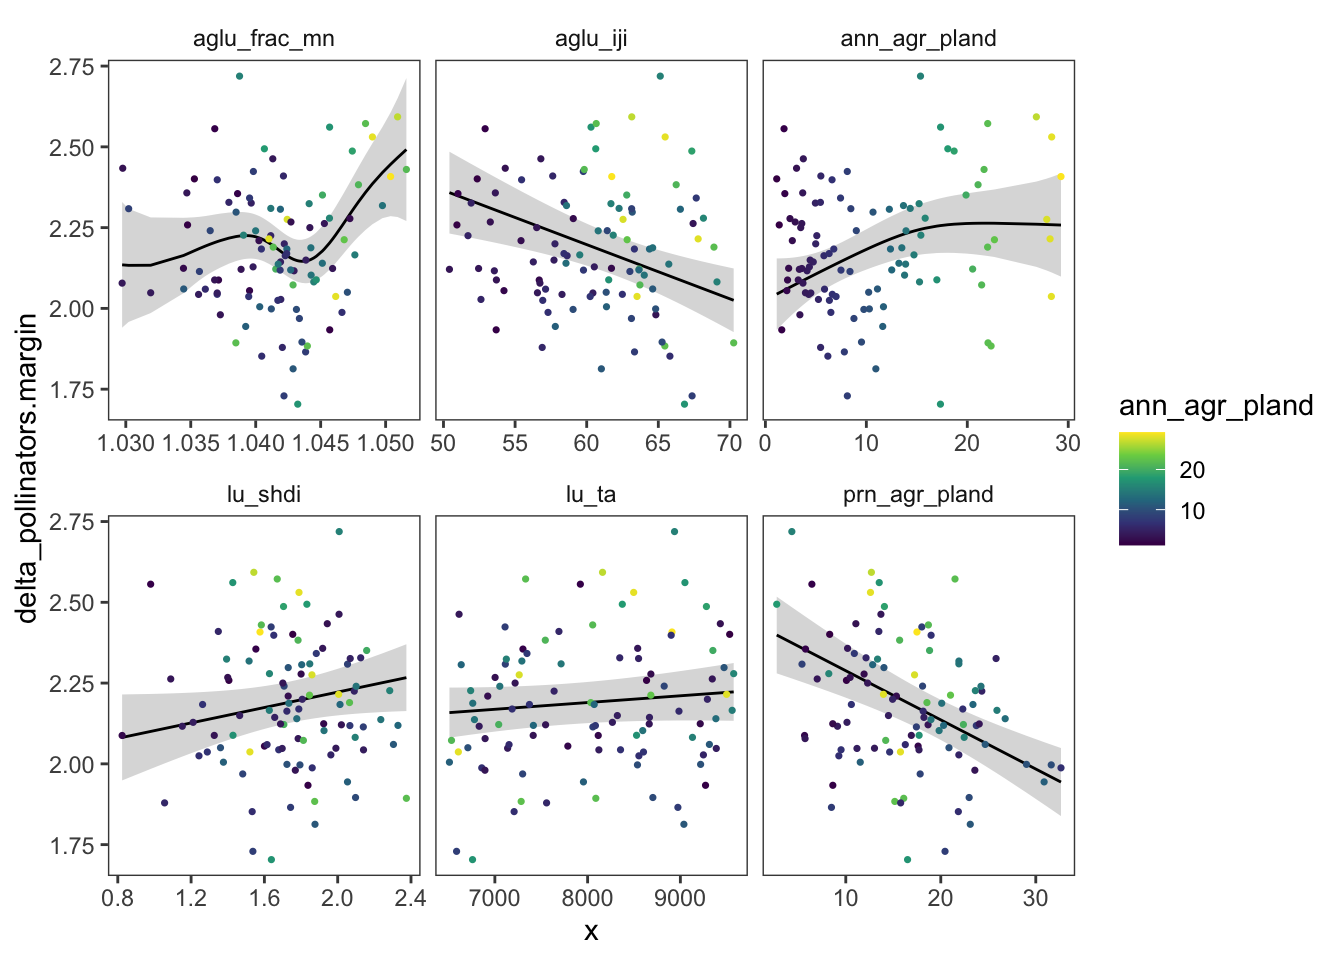 aglu_frac_mn aglu_iji ann_agr_pland
2.75
2.50
2.25
2.00
1.75
1.030 1.035 1.040 1.045 1.050 50 55 60 65 70 0 10 20 30
lu_shdi lu_ta prn_agr_pland
2.75
2.50
2.25
2.00
1.75
0.8 1.2 1.6 2.0 2.4 7000 8000 9000 10 20 30
x
delta_pollinators.margin
ann_agr_pland
20
10